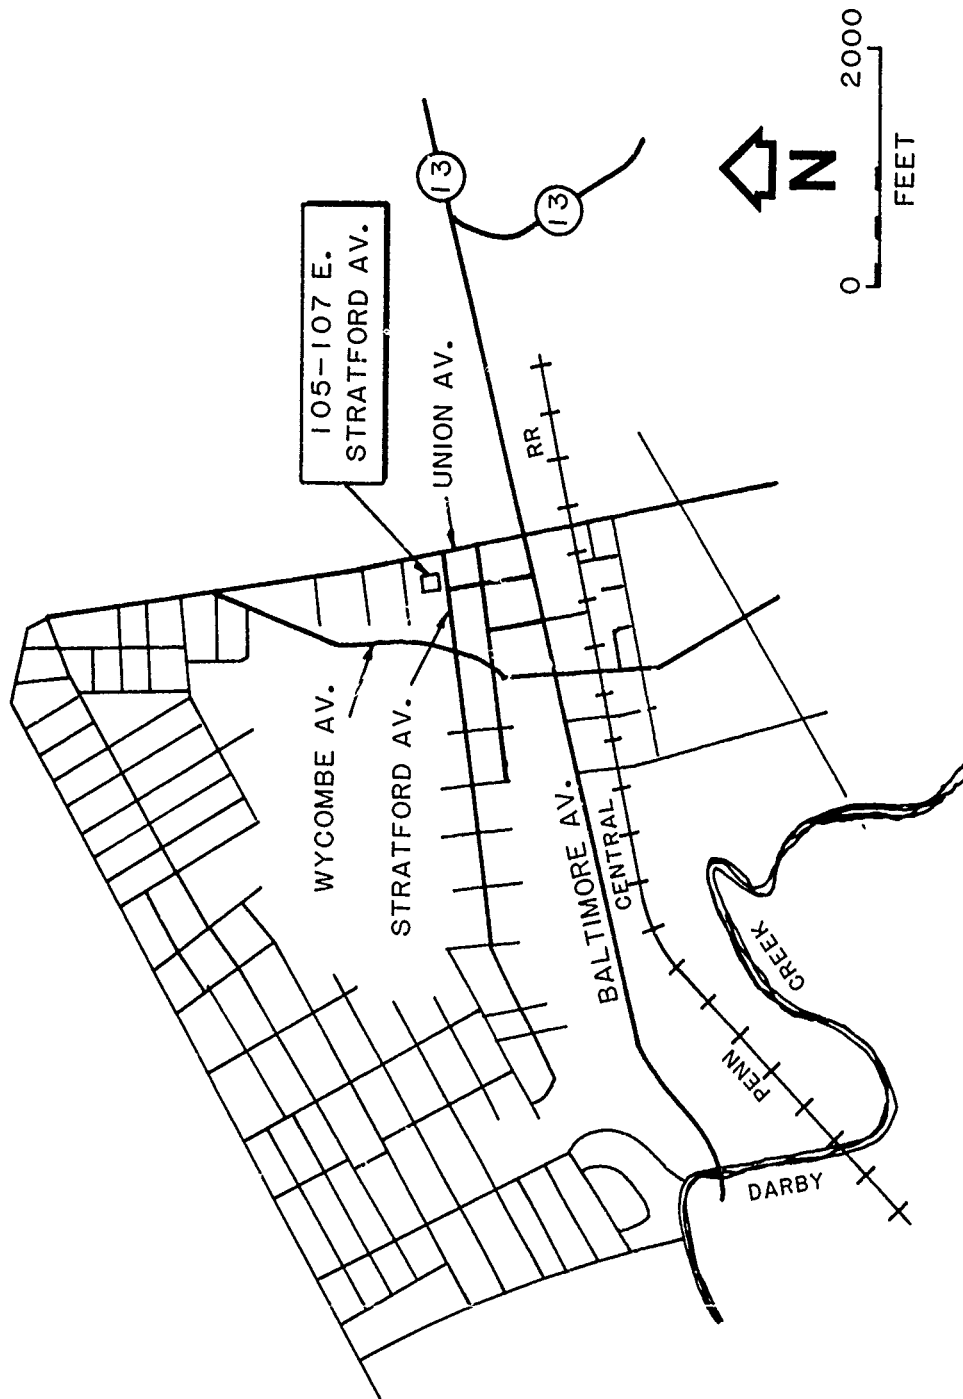 105-107 E.
STRATFORD AV.
UNION AV.
WYCOMBE AV.
STRATFORD AV.
BALTIMORE AV.
PENN
CENTRAL
RR
DARBY
CREEK
13
13
N
0 2000
FEET